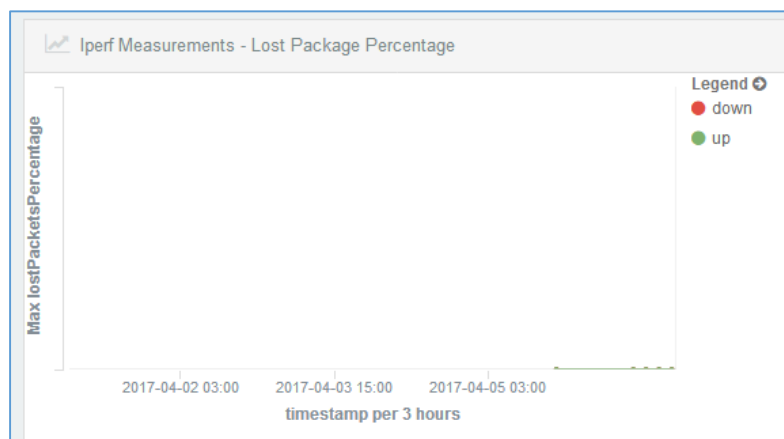 Iperf Measurements - Lost Package Percentage
Legend
down
up
Max lostPacketsPercentage
2017-04-02 03:00 2017-04-03 15:00 2017-04-05 03:00
timestamp per 3 hours